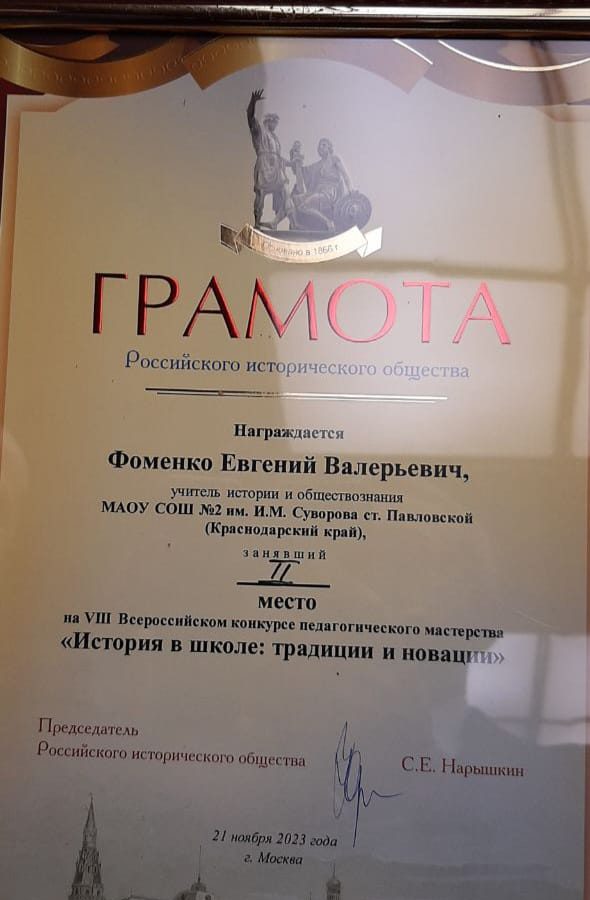 Основано в 1866 г.
ГРАМОТА
Российского исторического общества
Награждается
Фоменко Евгений Валерьевич,
учитель истории и обществознания
МАОУ СОШ №2 им. И.М. Суворова ст. Павловской
(Краснодарский край),
занявший
II
место
на VIII Всероссийском конкурсе педагогического мастерства
«История в школе: традиции и новации»
Председатель
Российского исторического общества
С.Е. Нарышкин
21 ноября 2023 года
г. Москва